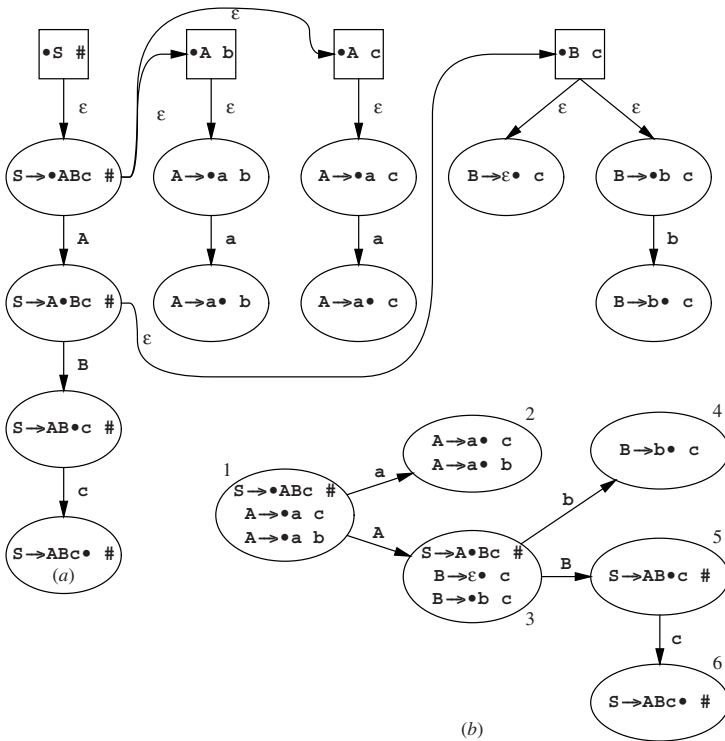 ε
•S #
•A b
•A c
•B c
ε
ε
ε
ε
ε
ε
S→•ABc #
A→•a b
A→•a c
B→ε• c
B→•b c
A
a
a
b
S→A•Bc #
A→a• b
A→a• c
B→b• c
ε
B
S→AB•c #
c
S→ABc• #
(a)
1
S→•ABc #
A→•a c
A→•a b
a
A
2
A→a• c
A→a• b
S→A•Bc #
B→ε• c
B→•b c
3
b
B
4
B→b• c
5
S→AB•c #
c
6
S→ABc• #
(b)